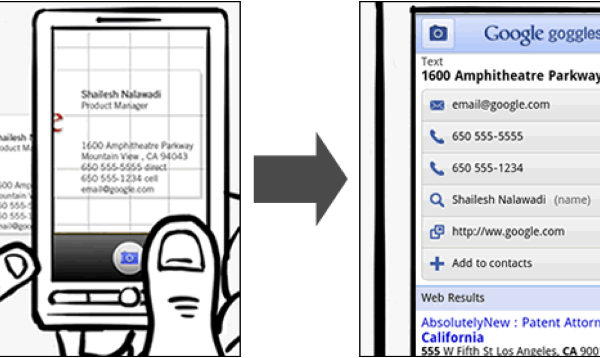 Shailesh Nalawadi
Product Manager
1600 Amphitheatre Parkway
Mountain View , CA 94043
650 555-5555 direct
650 555-1234 cell
email@google.com
Google goggles
Text
1600 Amphitheatre Parkway
email@google.com
650 555-5555
650 555-1234
Shailesh Nalawadi (name)
http://ww.google.com
Add to contacts
Web Results
AbsolutelyNew : Patent Attorn
California
555 W Fifth St Los Angeles, CA 900